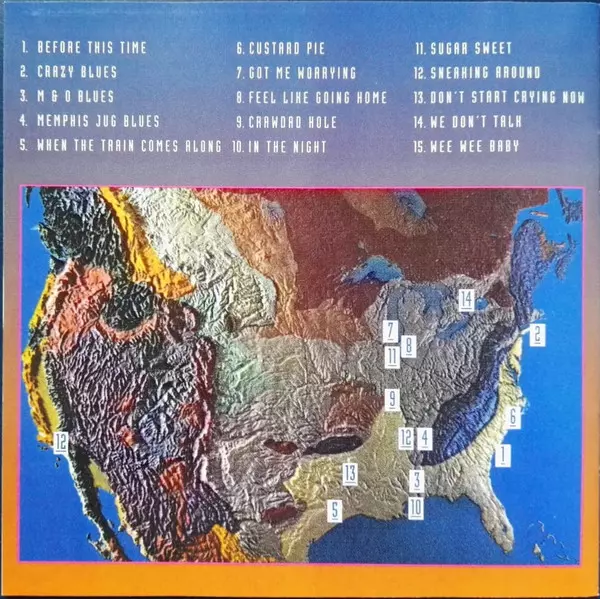 1. BEFORE THIS TIME
2. CRAZY BLUES
3. M & O BLUES
4. MEMPHIS JUG BLUES
5. WHEN THE TRAIN COMES ALONG
6. CUSTARD PIE
7. GOT ME WORRYING
8. FEEL LIKE GOING HOME
9. CRAWDAD HOLE
10. IN THE NIGHT
11. SUGAR SWEET
12. SNEAKING AROUND
13. DON'T START CRYING NOW
14. WE DON'T TALK
15. WEE WEE BABY
14
7
2
8
11
9
6
12
12
4
1
13
3
5
10